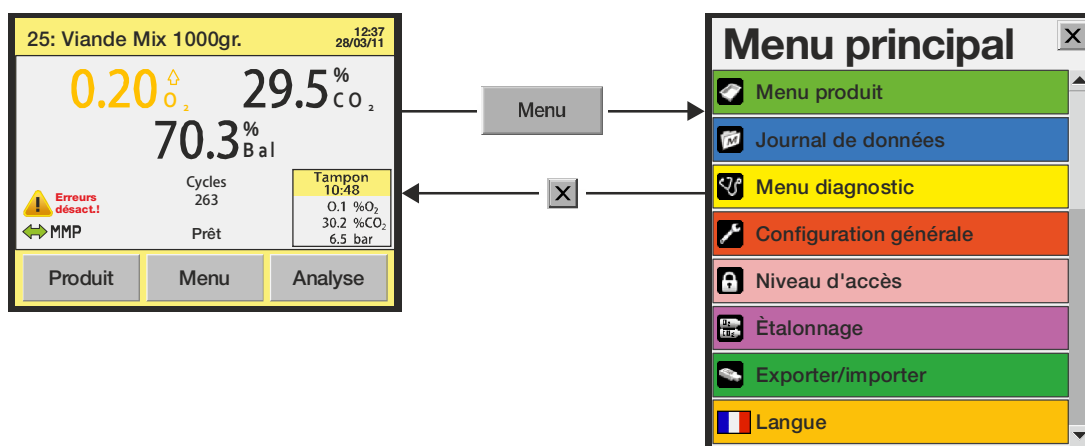 25: Viande Mix 1000gr.
12:37
28/03/11
0.20 O2
29.5 % CO2
70.3 % Bal
Erreurs
désact.!
MMP
Cycles
263
Prêt
Tampon
10:48
0.1 %O2
30.2 %CO2
6.5 bar
Produit
Menu
Analyse
Menu
X
Menu principal
X
Menu produit
Journal de données
Menu diagnostic
Configuration générale
Niveau d'accès
Ètalonnage
Exporter/importer
Langue